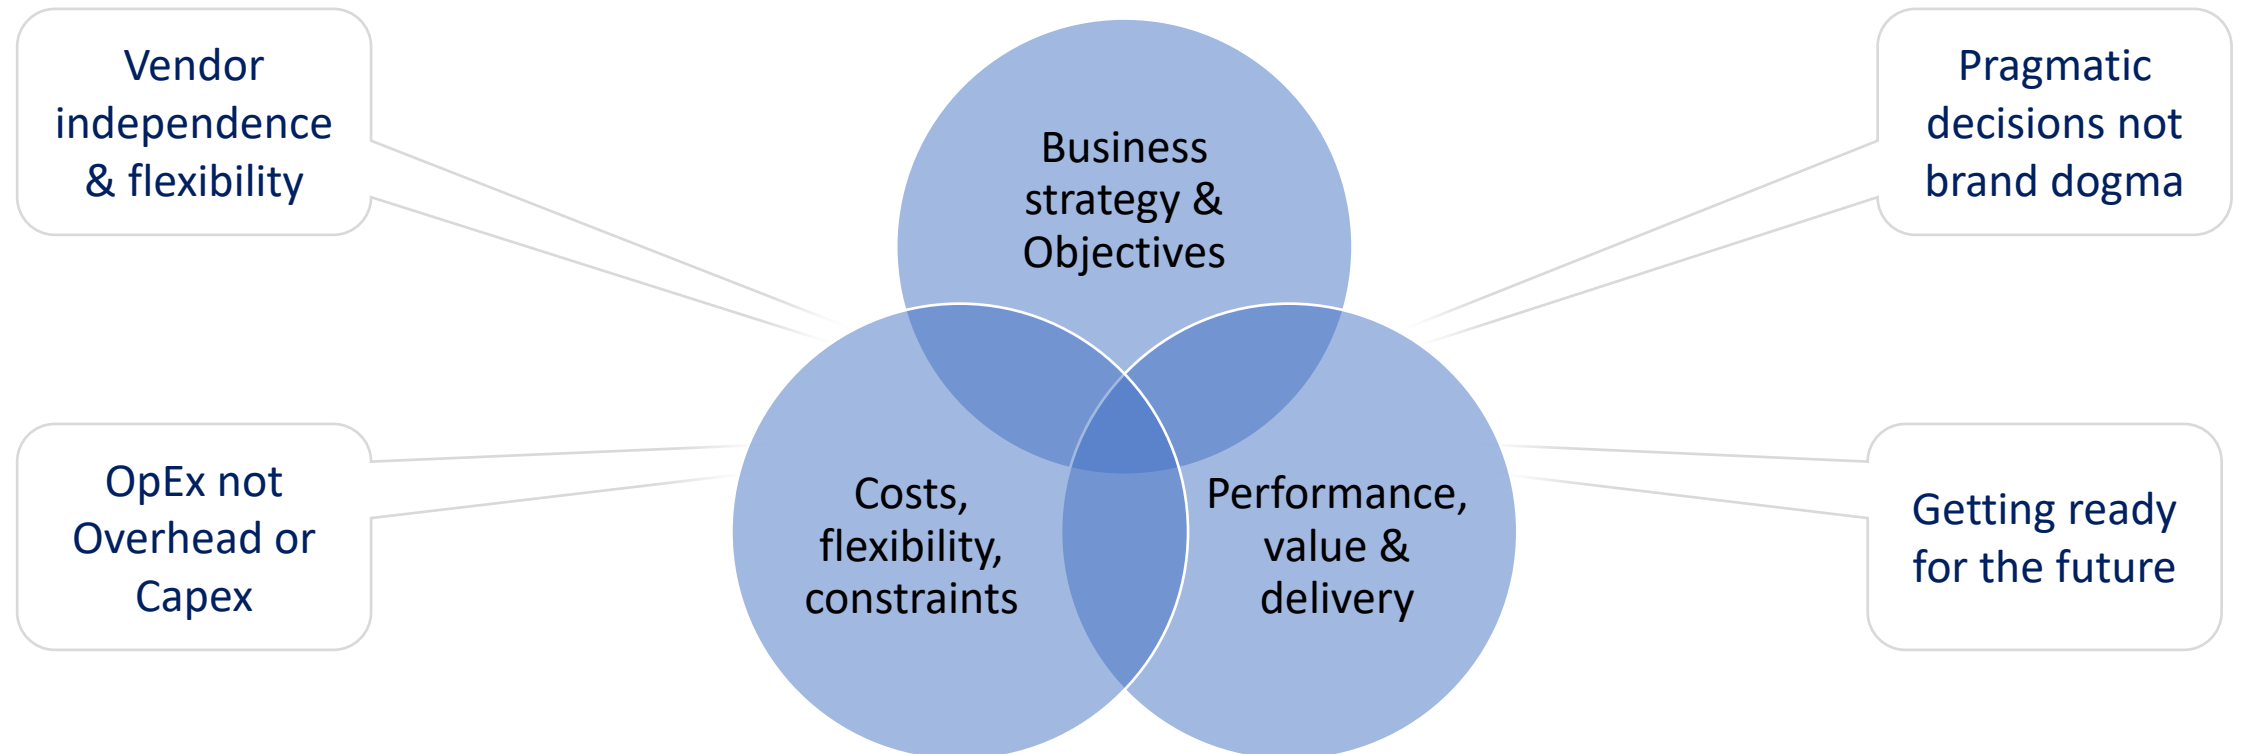 Vendor
independence
& flexibility
Pragmatic
decisions not
brand dogma
Business
strategy &
Objectives
OpEx not
Overhead or
Capex
Costs,
flexibility,
constraints
Performance,
value &
delivery
Getting ready
for the future